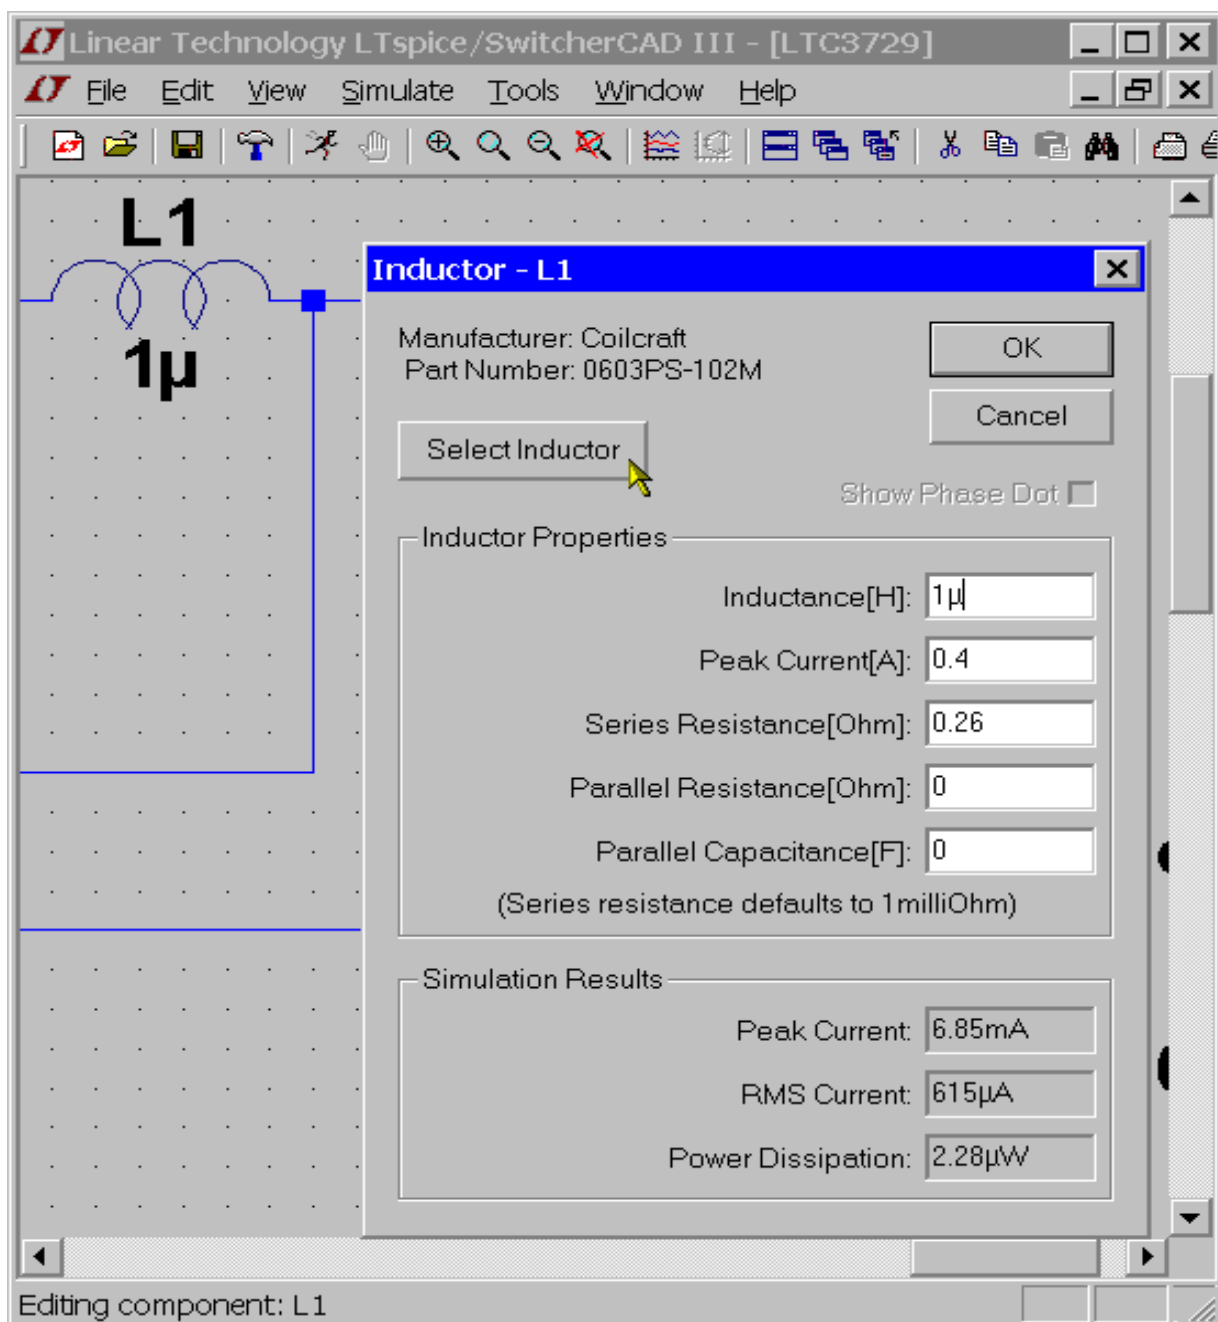 Linear Technology LTspice/SwitcherCAD III - [LTC3729]
File Edit View Simulate Tools Window Help
L1
1µ
Inductor - L1
Manufacturer: Coilcraft
Part Number: 0603PS-102M
OK
Cancel
Select Inductor
Show Phase Dot
Inductor Properties
Inductance[H]: 1µ
Peak Current[A]: 0.4
Series Resistance[Ohm]: 0.26
Parallel Resistance[Ohm]: 0
Parallel Capacitance[F]: 0
(Series resistance defaults to 1milliOhm)
Simulation Results
Peak Current: 6.85mA
RMS Current: 615µA
Power Dissipation: 2.28µW
Editing component: L1